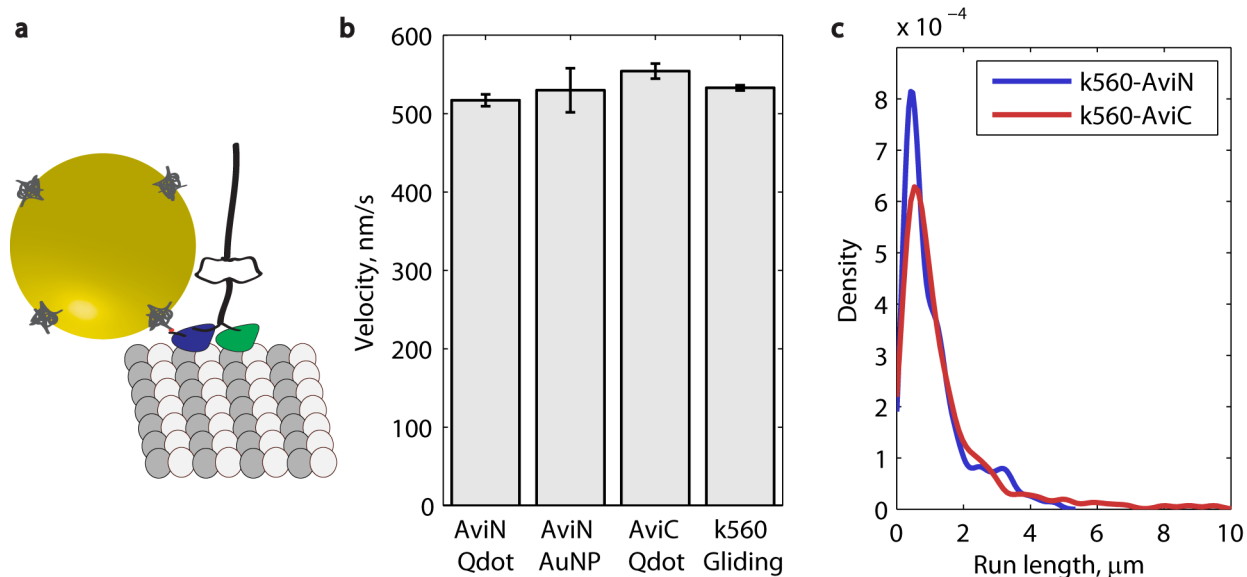 a
b
600
500
400
300
200
100
0
Velocity, nm/s
AviN
Qdot
AviN
AuNP
AviC
Qdot
k560
Gliding
c
x 10⁻⁴
8
7
6
5
4
3
2
1
0
Density
k560-AviN
k560-AviC
0 2 4 6 8 10
Run length, μm